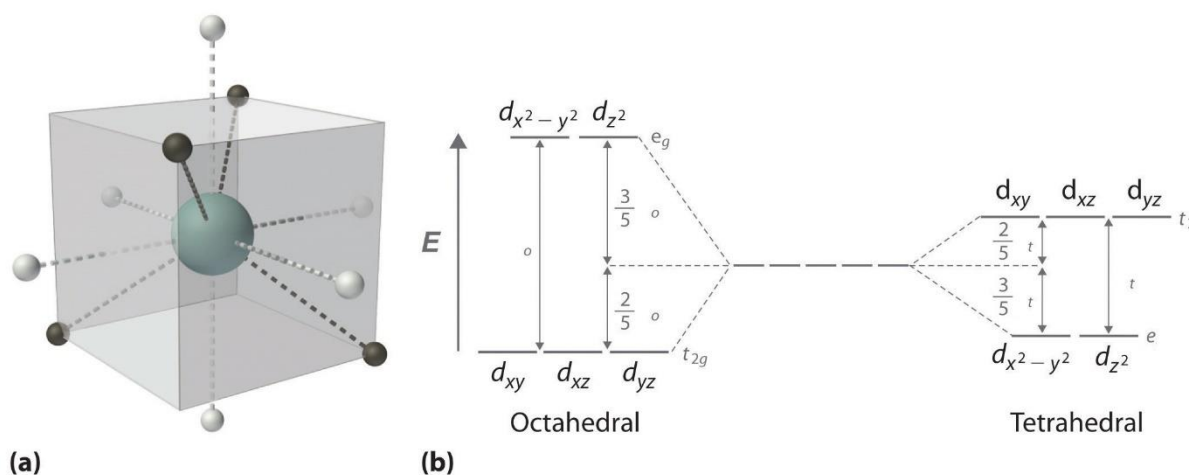 d_{x² − y²} d_{z²}
e_g
3/5 o
o
E
2/5 o
t_{2g}
d_{xy} d_{xz} d_{yz}
Octahedral
d_{xy} d_{xz} d_{yz}
2/5 t
t
3/5 t
e
d_{x² − y²} d_{z²}
Tetrahedral
(a)
(b)